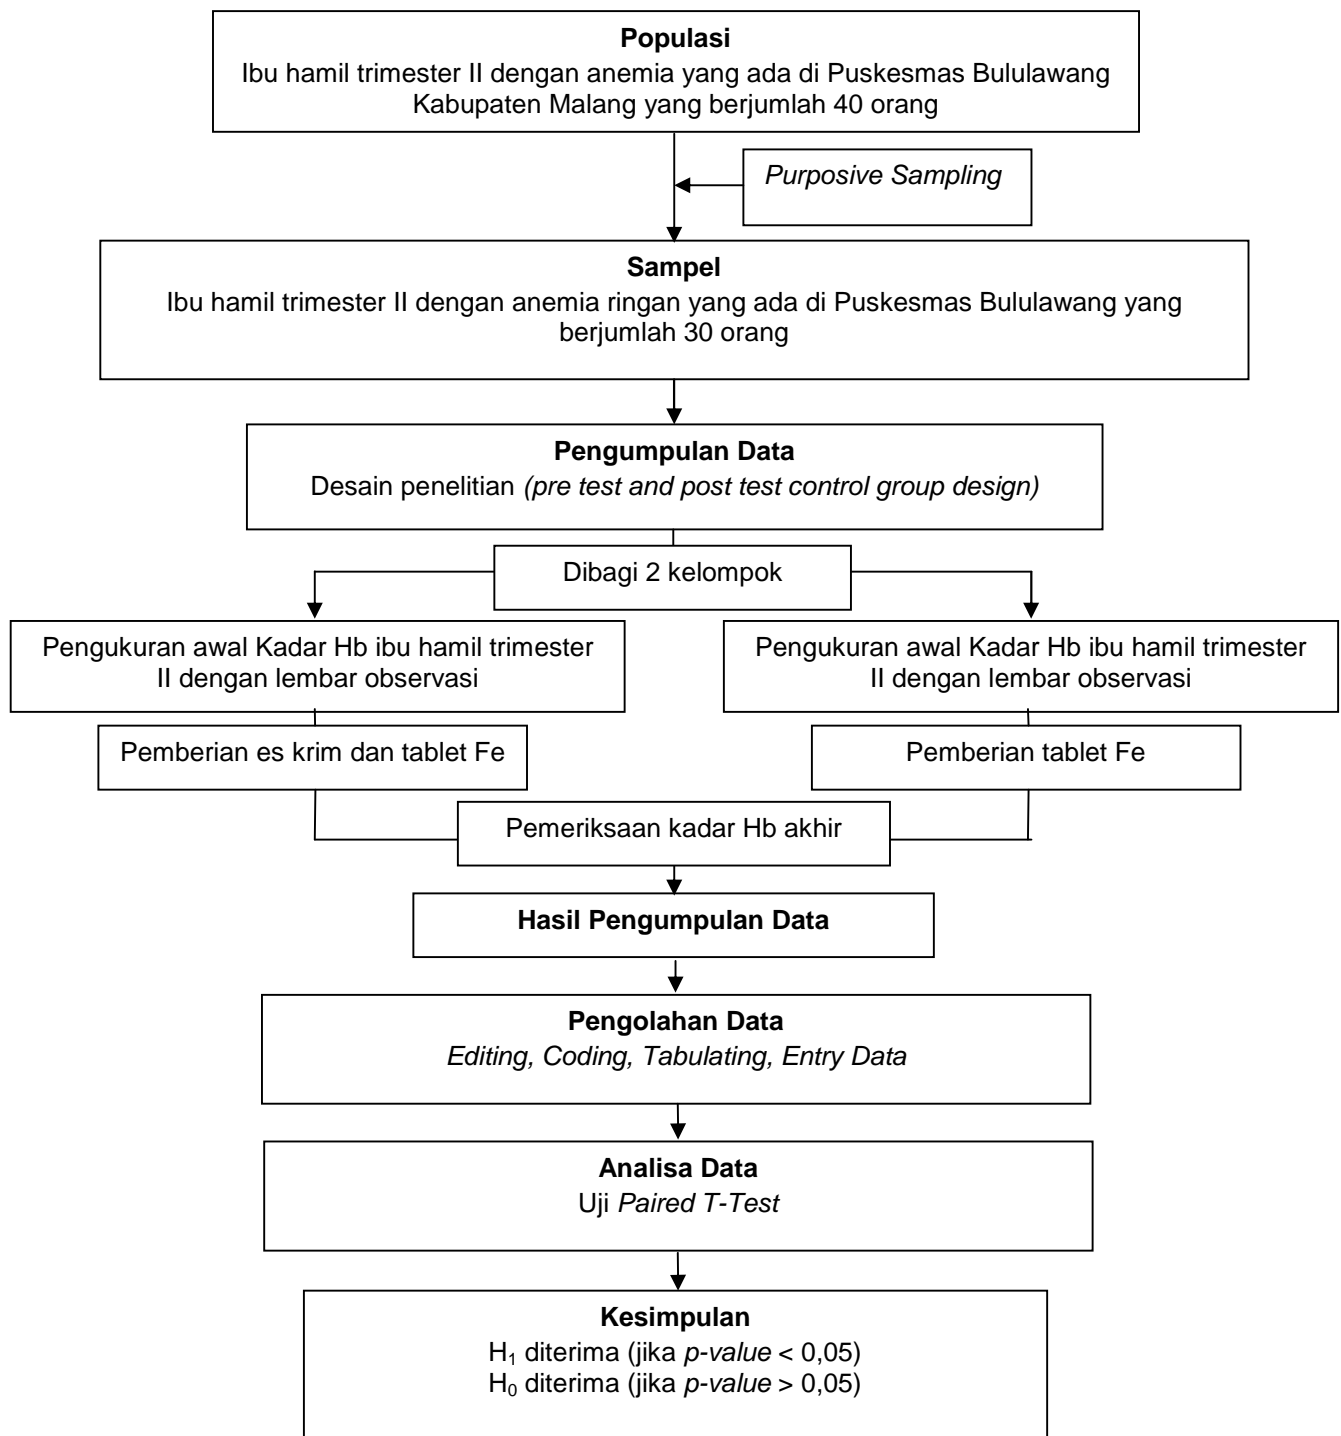 Populasi
Ibu hamil trimester II dengan anemia yang ada di Puskesmas Bululawang
Kabupaten Malang yang berjumlah 40 orang
Purposive Sampling
Sampel
Ibu hamil trimester II dengan anemia ringan yang ada di Puskesmas Bululawang yang
berjumlah 30 orang
Pengumpulan Data
Desain penelitian (pre test and post test control group design)
Dibagi 2 kelompok
Pengukuran awal Kadar Hb ibu hamil trimester
II dengan lembar observasi
Pengukuran awal Kadar Hb ibu hamil trimester
II dengan lembar observasi
Pemberian es krim dan tablet Fe
Pemberian tablet Fe
Pemeriksaan kadar Hb akhir
Hasil Pengumpulan Data
Pengolahan Data
Editing, Coding, Tabulating, Entry Data
Analisa Data
Uji Paired T-Test
Kesimpulan
H₁ diterima (jika p-value < 0,05)
H₀ diterima (jika p-value > 0,05)